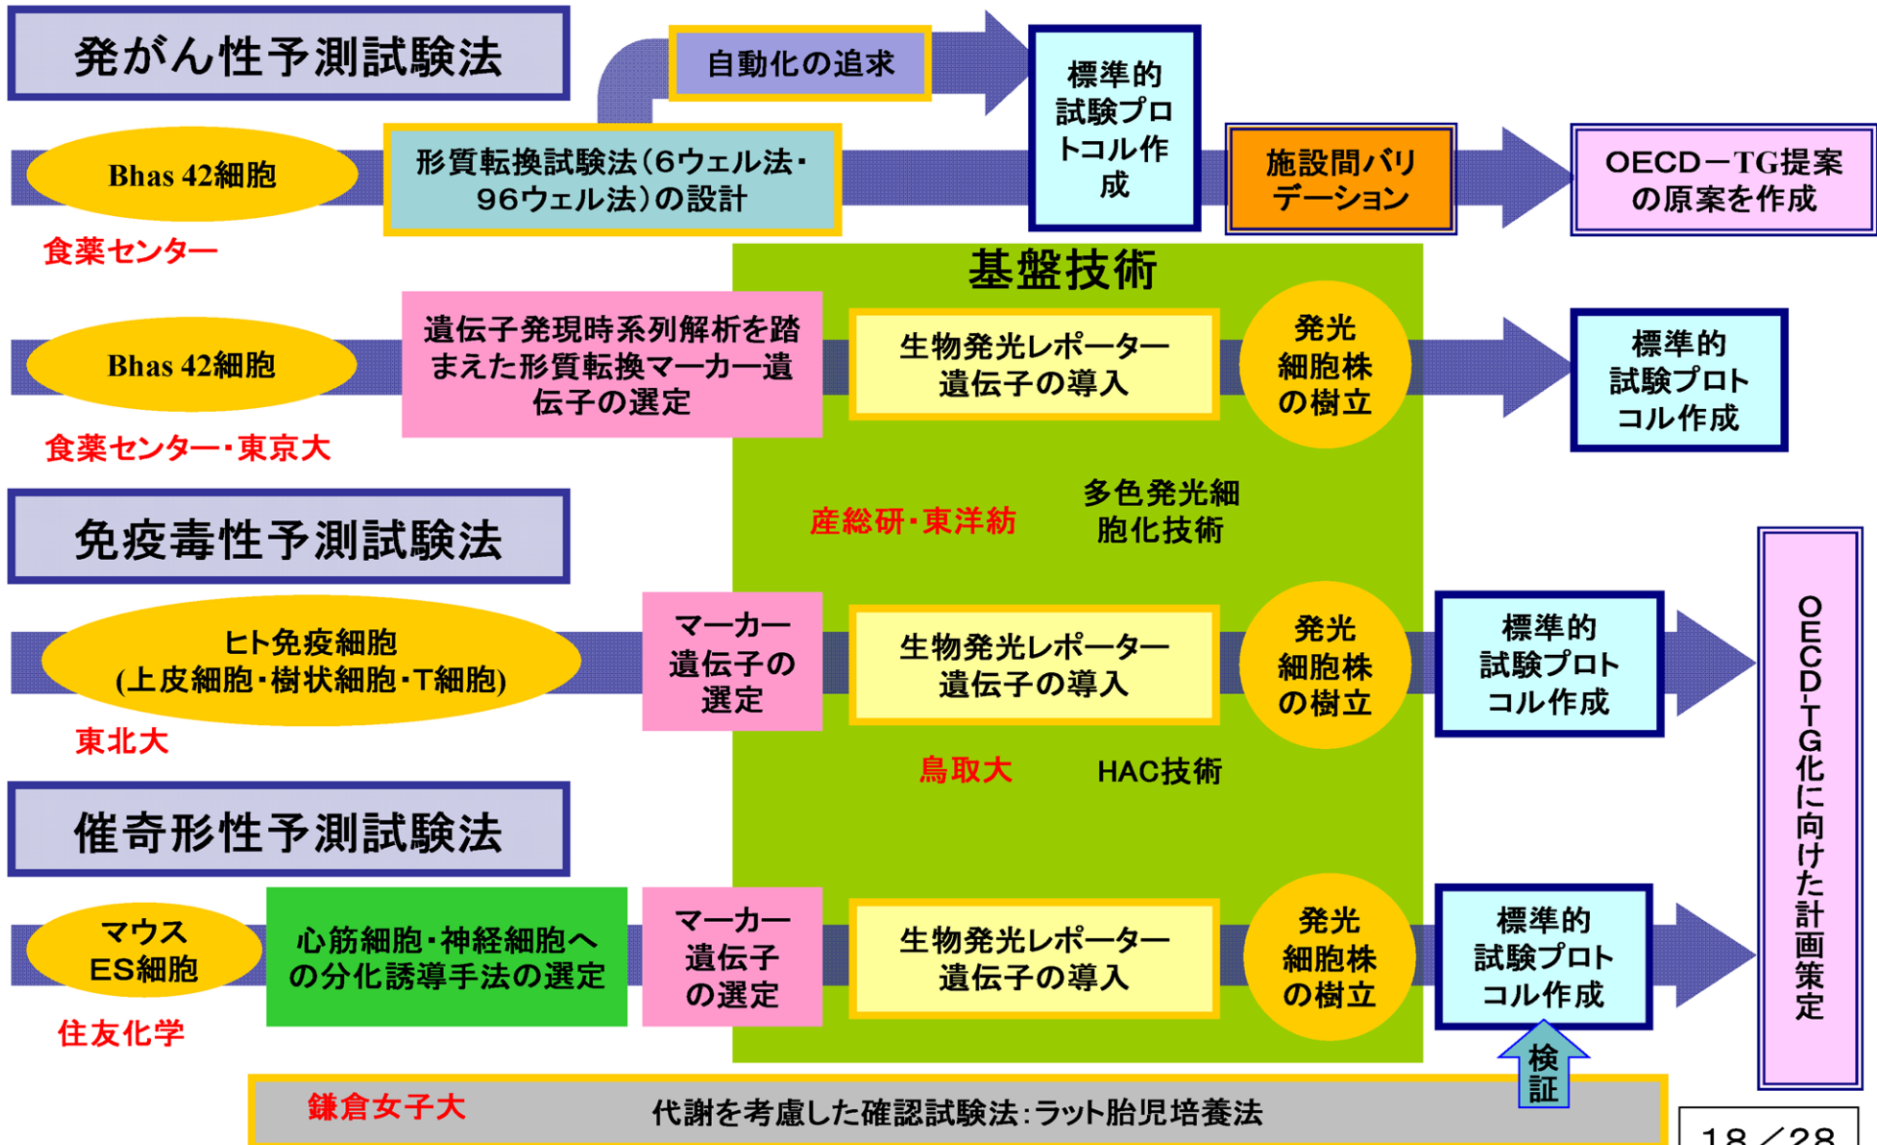 発がん性予測試験法
自動化の追求
標準的
試験プロ
トコル作
成
Bhas 42細胞
形質転換試験法(6ウェル法・
96ウェル法)の設計
施設間バリ
デーション
OECD－TG提案
の原案を作成
食薬センター
基盤技術
Bhas 42細胞
遺伝子発現時系列解析を踏
まえた形質転換マーカー遺
伝子の選定
生物発光レポーター
遺伝子の導入
発光
細胞株
の樹立
標準的
試験プロト
コル作成
食薬センター・東京大
産総研・東洋紡
多色発光細
胞化技術
免疫毒性予測試験法
ヒト免疫細胞
(上皮細胞・樹状細胞・T細胞)
マーカー
遺伝子の
選定
生物発光レポーター
遺伝子の導入
発光
細胞株
の樹立
標準的
試験プロト
コル作成
OECD-TG化に向けた計画策定
東北大
鳥取大
HAC技術
催奇形性予測試験法
マウス
ES細胞
心筋細胞・神経細胞へ
の分化誘導手法の選定
マーカー
遺伝子
の選定
生物発光レポーター
遺伝子の導入
発光
細胞株
の樹立
標準的
試験プロト
コル作成
住友化学
検証
鎌倉女子大
代謝を考慮した確認試験法：ラット胎児培養法
18／28